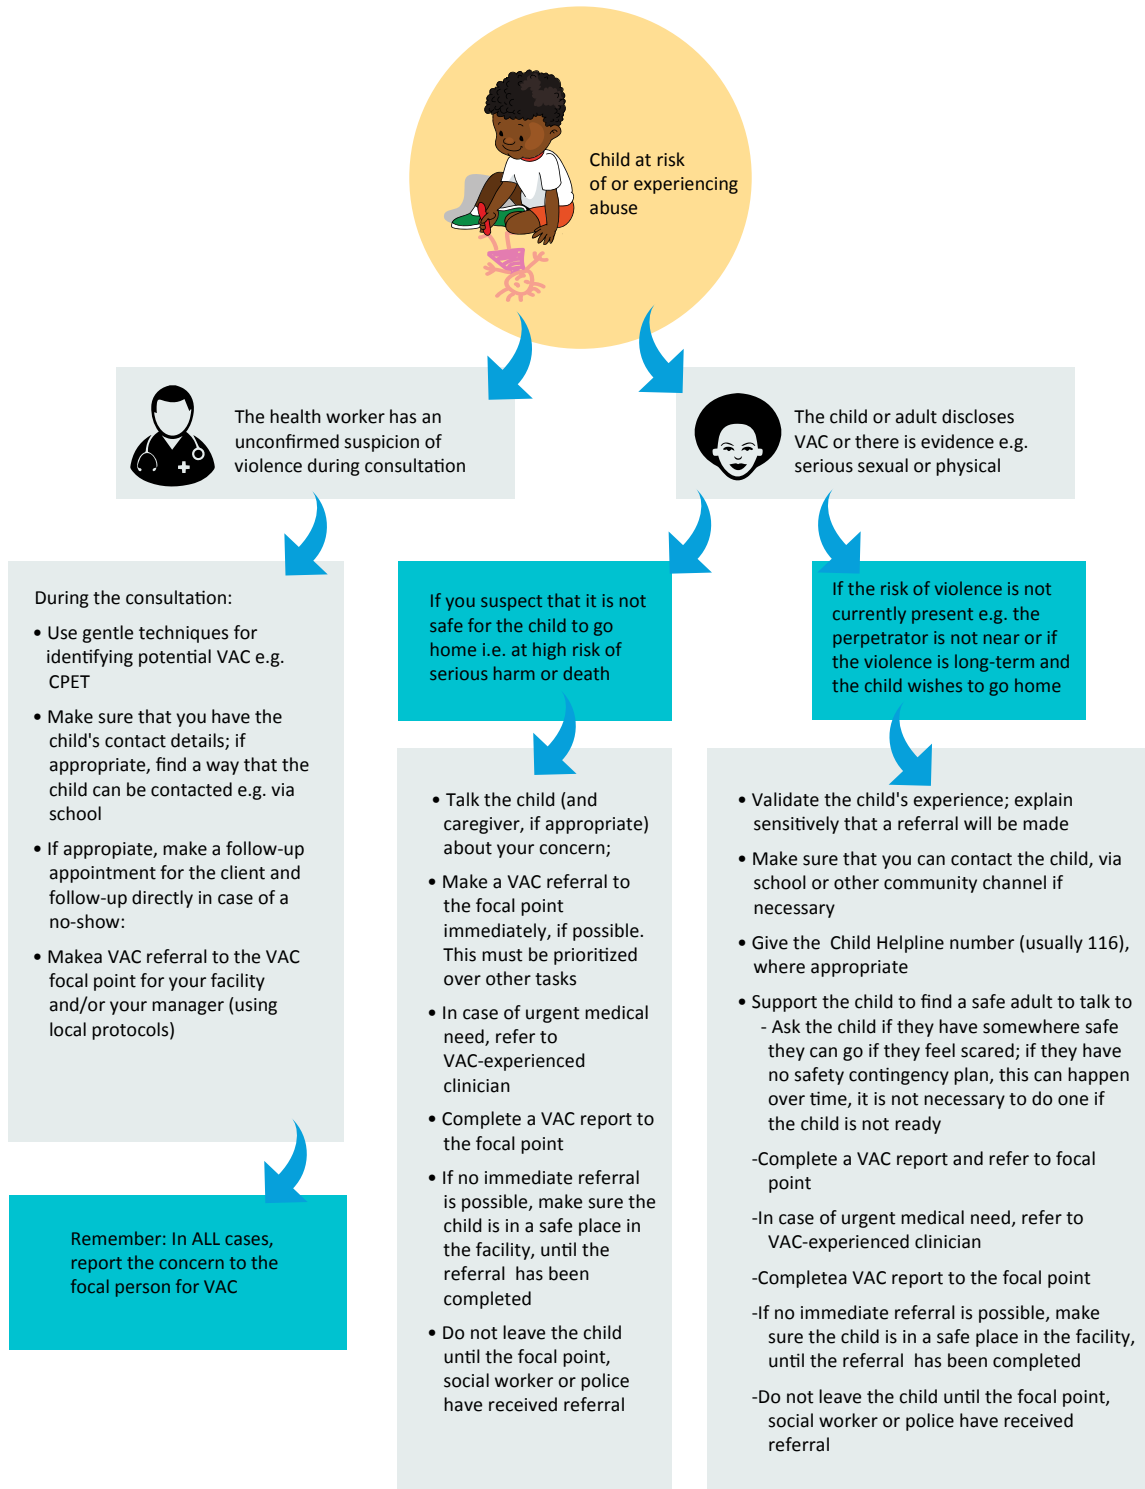 Child at risk
of or experiencing
abuse
The health worker has an
unconfirmed suspicion of
violence during consultation
The child or adult discloses
VAC or there is evidence e.g.
serious sexual or physical
During the consultation:
• Use gentle techniques for
identifying potential VAC e.g.
CPET
• Make sure that you have the
child's contact details; if
appropriate, find a way that the
child can be contacted e.g. via
school
• If appropiate, make a follow-up
appointment for the client and
follow-up directly in case of a
no-show:
• Makea VAC referral to the VAC
focal point for your facility
and/or your manager (using
local protocols)
Remember: In ALL cases,
report the concern to the
focal person for VAC
If you suspect that it is not
safe for the child to go
home i.e. at high risk of
serious harm or death
• Talk the child (and
caregiver, if appropriate)
about your concern;
• Make a VAC referral to
the focal point
immediately, if possible.
This must be prioritized
over other tasks
• In case of urgent medical
need, refer to
VAC-experienced
clinician
• Complete a VAC report to
the focal point
• If no immediate referral
is possible, make sure the
child is in a safe place in
the facility, until the
referral has been
completed
• Do not leave the child
until the focal point,
social worker or police
have received referral
If the risk of violence is not
currently present e.g. the
perpetrator is not near or if
the violence is long-term and
the child wishes to go home
• Validate the child's experience; explain
sensitively that a referral will be made
• Make sure that you can contact the child, via
school or other community channel if
necessary
• Give the Child Helpline number (usually 116),
where appropriate
• Support the child to find a safe adult to talk to
- Ask the child if they have somewhere safe
they can go if they feel scared; if they have
no safety contingency plan, this can happen
over time, it is not necessary to do one if
the child is not ready
-Complete a VAC report and refer to focal
point
-In case of urgent medical need, refer to
VAC-experienced clinician
-Completea VAC report to the focal point
-If no immediate referral is possible, make
sure the child is in a safe place in the facility,
until the referral has been completed
-Do not leave the child until the focal point,
social worker or police have received
referral